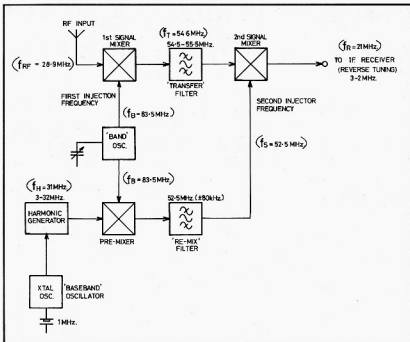 RF INPUT
1st SIGNAL
MIXER
(fT = 54·6MHz)
54·5–55·5MHz.
2nd SIGNAL
MIXER
(fR = 21MHz)
(fRF = 28·9MHz)
'TRANSFER'
FILTER
TO IF RECEIVER
(REVERSE TUNING)
3–2MHz.
FIRST INJECTION
FREQUENCY
(fB = 83·5MHz)
SECOND INJECTOR
FREQUENCY
(fS = 52·5MHz)
'BAND'
OSC.
(fH = 31MHz)
3–32MHz.
(fB = 83·5MHz)
52·5MHz.(±80kHz)
HARMONIC
GENERATOR
PRE-MIXER
'RE-MIX'
FILTER
XTAL
OSC.
'BASEBAND'
OSCILLATOR
1MHz.